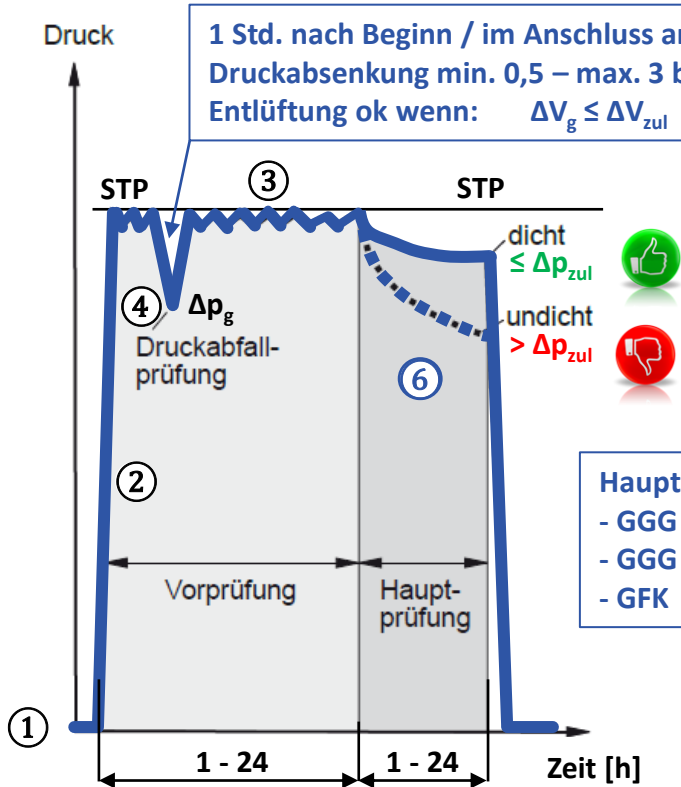 Druck
1 Std. nach Beginn / im Anschluss an
Druckabsenkung min. 0,5 – max. 3 b
Entlüftung ok wenn: ΔVg ≤ ΔVzul
STP
③
STP
dicht
≤ Δpzul
④ Δpg
Druckabfall-
prüfung
undicht
> Δpzul
⑥
②
Haupt
- GGG
- GGG
- GFK
Vorprüfung
Haupt-
prüfung
①
1 - 24
1 - 24
Zeit [h]